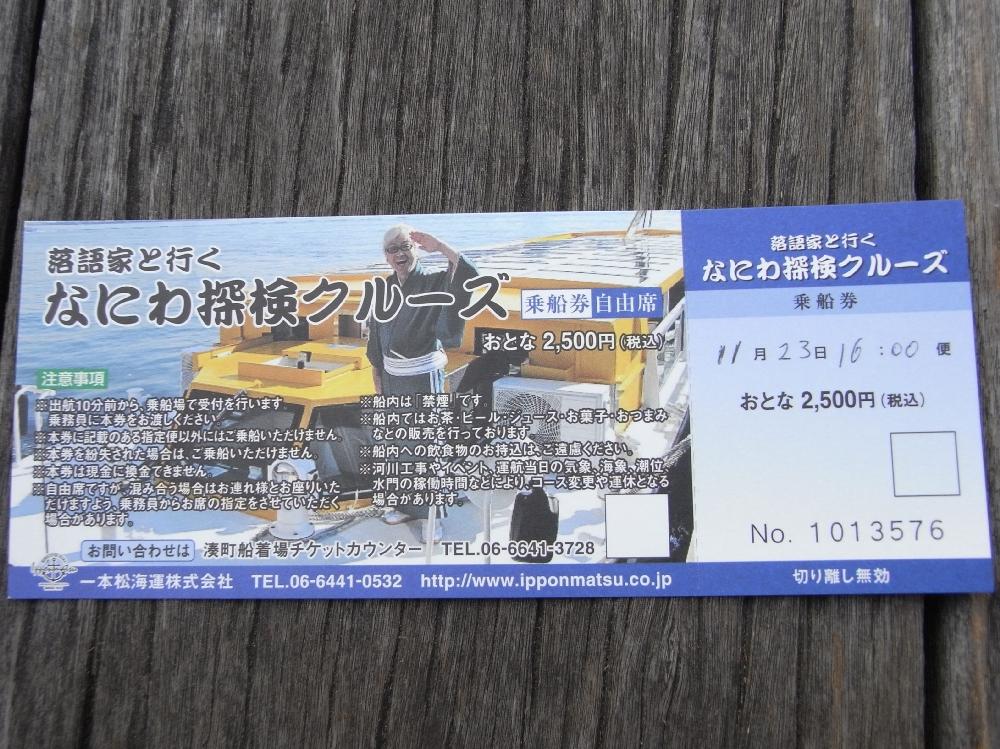 落語家と行く
なにわ探検クルーズ
乗船券 自由席
おとな 2,500円(税込)
注意事項
※出航10分前から、乗船場で受付を行います。
乗務員に本券をお渡しください。
※本券に記載のある指定便以外にはご乗船いただけません。
※本券を紛失された場合は、ご乗船いただけません。
※本券は現金に換金できません。
※自由席ですが、混み合う場合はお連れ様とお座りいた
だけますよう、乗務員からお席の指定をさせていただく
場合があります。
※船内は「禁煙」です。
※船内ではお茶・ビール・ジュース・お菓子・おつまみ
などの販売を行っております。
※船内への飲食物のお持込は、ご遠慮ください。
※河川工事やイベント、運航当日の気象、海象、潮位、
水門の稼働時間などにより、コース変更や運休となる
場合があります。
お問い合わせは 湊町船着場チケットカウンター TEL.06-6641-3728
一本松海運株式会社 TEL.06-6441-0532 http://www.ipponmatsu.co.jp
落語家と行く
なにわ探検クルーズ
乗船券
11月23日16:00便
おとな 2,500円(税込)
No. 1013576
切り離し無効